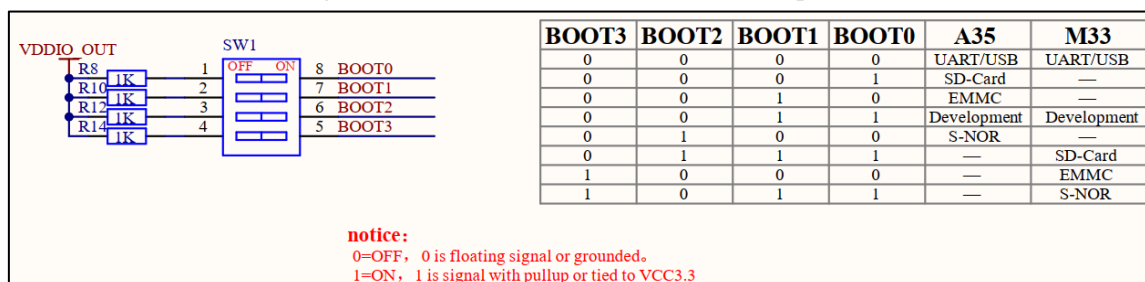 VDDIO_OUT
SW1
OFF ON
R8 1K 1 8 BOOT0
R10 1K 2 7 BOOT1
R12 1K 3 6 BOOT2
R14 1K 4 5 BOOT3
BOOT3 BOOT2 BOOT1 BOOT0 A35 M33
0 0 0 0 UART/USB UART/USB
0 0 0 1 SD-Card —
0 0 1 0 EMMC —
0 0 1 1 Development Development
0 1 0 0 S-NOR —
0 1 1 1 — SD-Card
1 0 0 0 — EMMC
1 0 1 1 — S-NOR
notice：
0=OFF， 0 is floating signal or grounded。
1=ON， 1 is signal with pullup or tied to VCC3.3